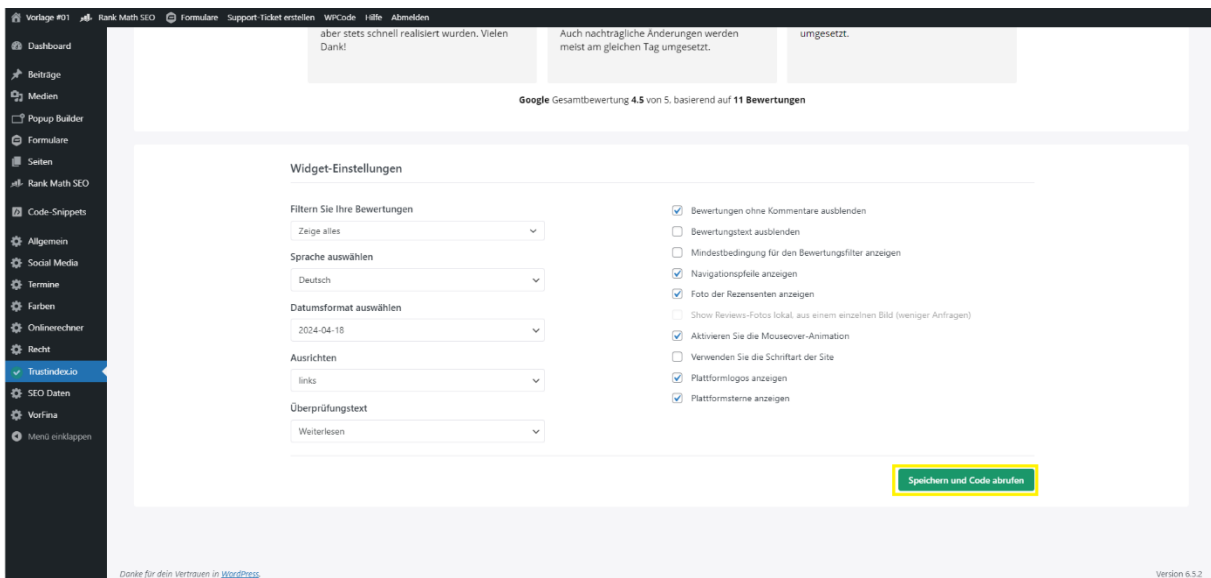 Vorlage #01 Rank Math SEO Formulare Support-Ticket erstellen WPCode Hilfe Abmelden
Dashboard
Beiträge
Medien
Popup Builder
Formulare
Seiten
Rank Math SEO
Code-Snippets
Allgemein
Social Media
Termine
Farben
Onlinerechner
Recht
Trustindex.io
SEO Daten
VorFina
Menü einklappen
aber stets schnell realisiert wurden. Vielen
Dank!
Auch nachträgliche Änderungen werden
meist am gleichen Tag umgesetzt.
umgesetzt.
Google Gesamtbewertung 4.5 von 5, basierend auf 11 Bewertungen
Widget-Einstellungen
Filtern Sie Ihre Bewertungen
Zeige alles
Sprache auswählen
Deutsch
Datumsformat auswählen
2024-04-18
Ausrichten
links
Überprüfungstext
Weiterlesen
Bewertungen ohne Kommentare ausblenden
Bewertungstext ausblenden
Mindestbedingung für den Bewertungsfilter anzeigen
Navigationspfeile anzeigen
Foto der Rezensenten anzeigen
Show Reviews-Fotos lokal, aus einem einzelnen Bild (weniger Anfragen)
Aktivieren Sie die Mouseover-Animation
Verwenden Sie die Schriftart der Site
Plattformlogos anzeigen
Plattformsterne anzeigen
Speichern und Code abrufen
Danke für dein Vertrauen in WordPress.
Version 6.5.2